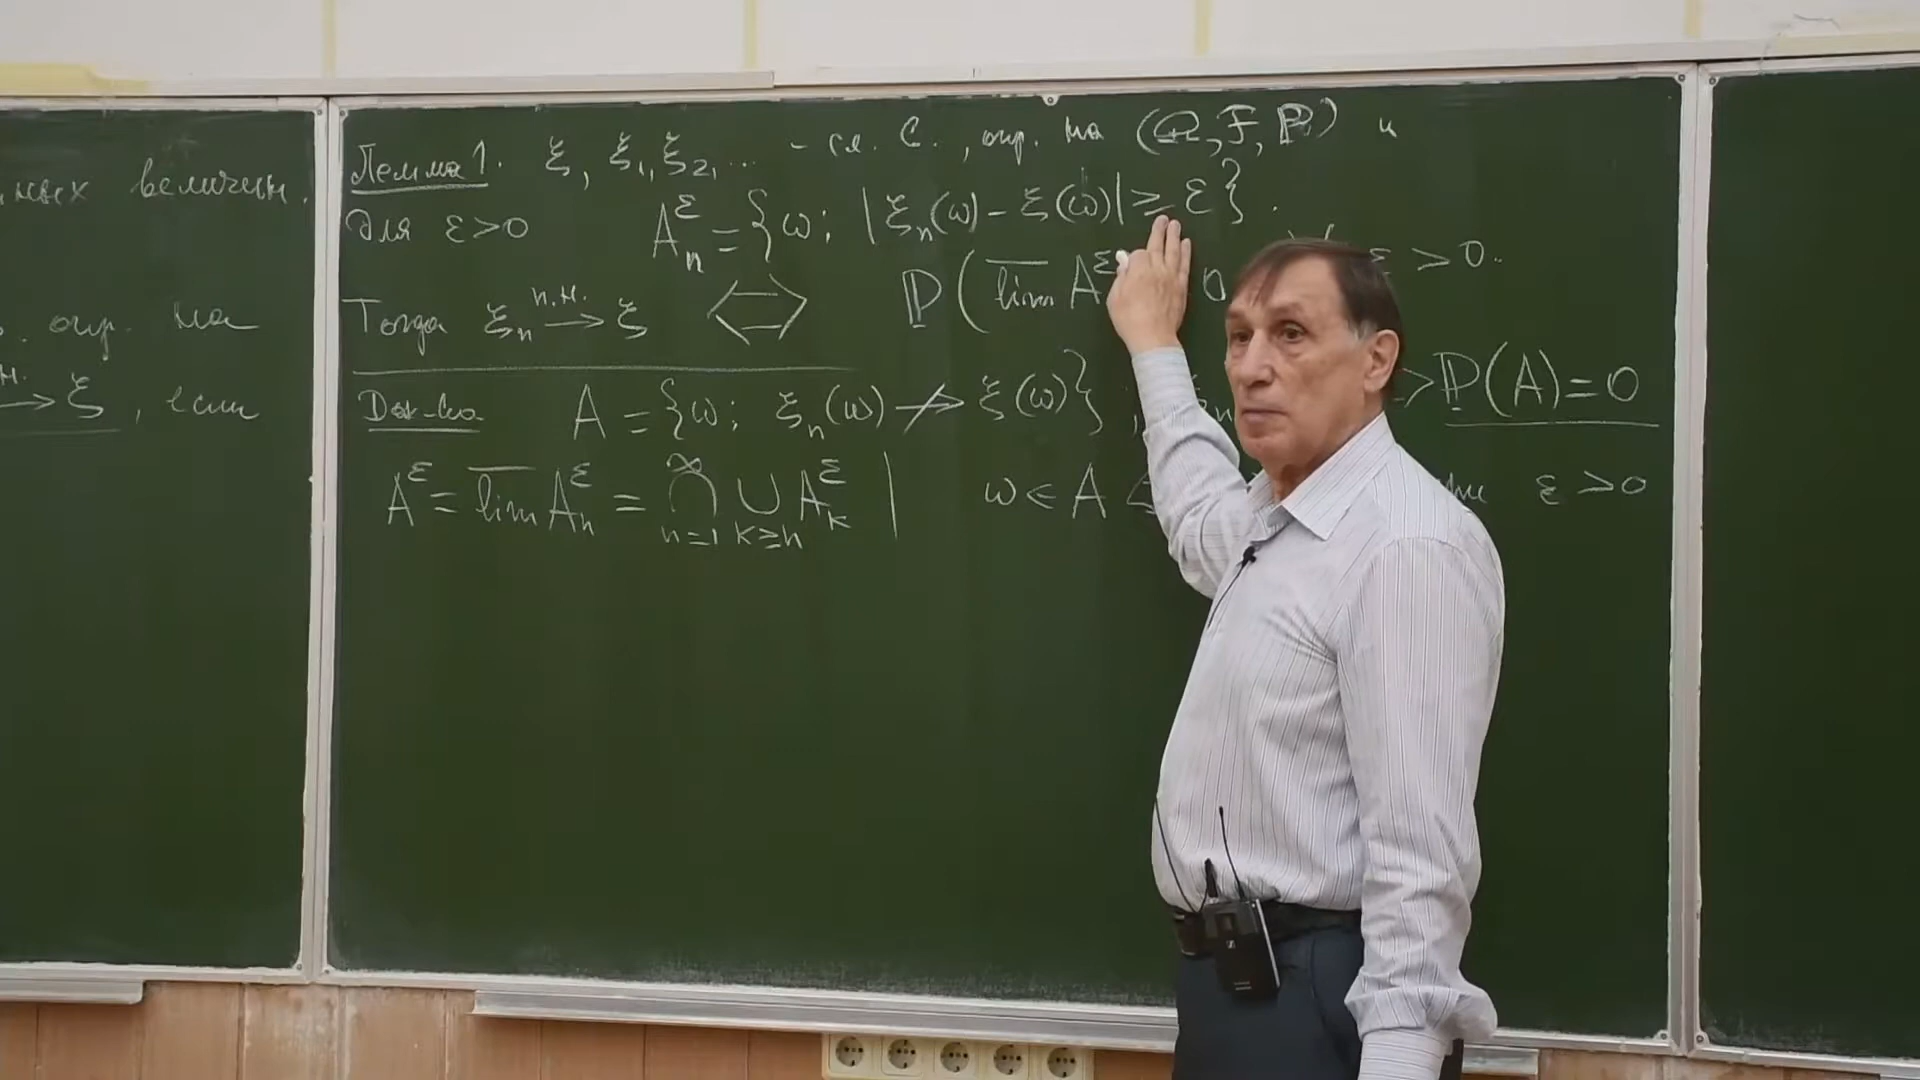 ных величин.
. опр. на
н. → ξ, если
Лемма 1. ξ, ξ₁, ξ₂, ... - сл. в., опр. на (Ω, F, ℙ) и
для ε>0 Aₙ^ε = {ω; |ξₙ(ω) - ξ(ω)| ≥ ε}.
Тогда ξₙ п.н.→ ξ ⟺ ℙ(lim̅ A^ε 0 ε > 0.
Док-во A = {ω; ξₙ(ω) ↛ ξ(ω)}; ℙ(A) = 0
A^ε = lim̅ Aₙ^ε = ⋂_{n=1}^∞ ⋃_{k≥n} A_k^ε | ω ∈ A ε > 0